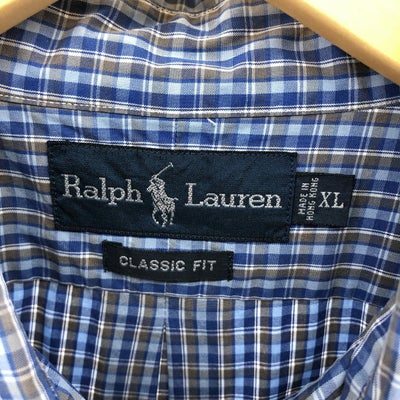 Ralph Lauren
MADE IN
HONG KONG
XL
CLASSIC FIT